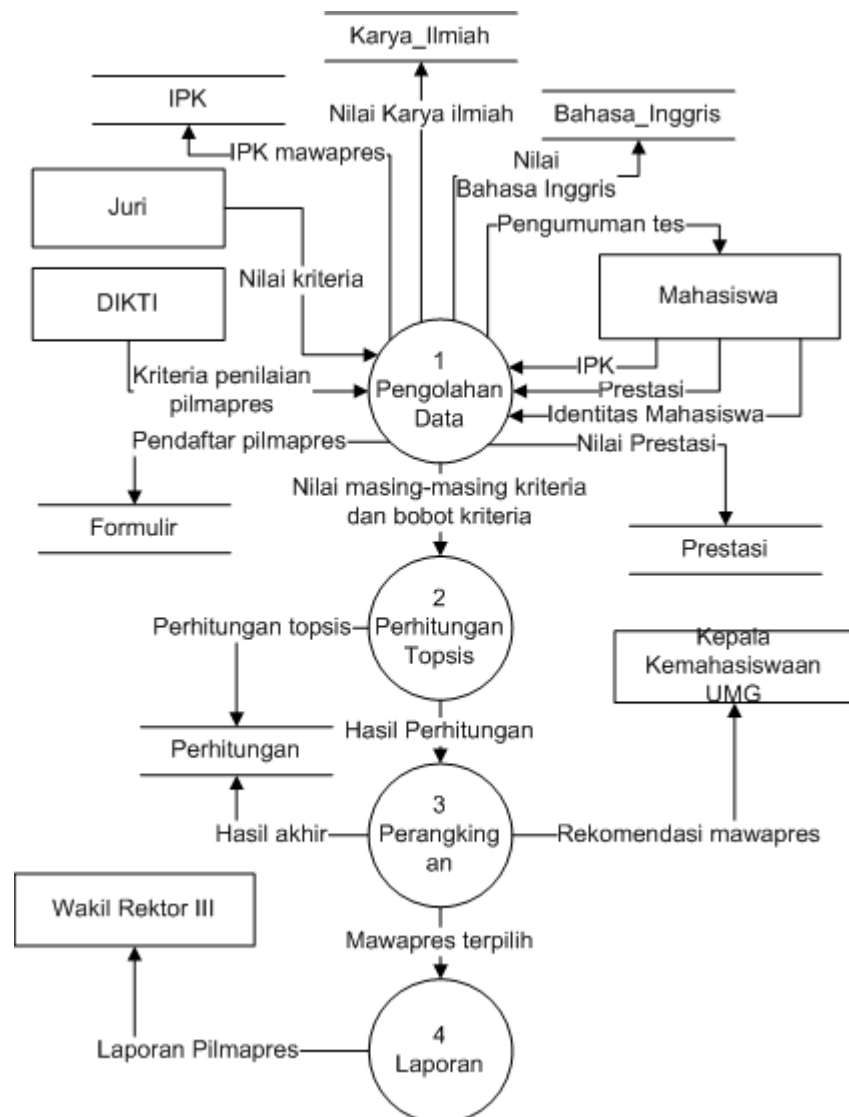 Karya_Ilmiah
IPK
Nilai Karya ilmiah
Bahasa_Inggris
IPK mawapres
Nilai
Bahasa Inggris
Juri
Pengumuman tes
Nilai kriteria
DIKTI
Mahasiswa
1
Pengolahan
Data
IPK
Prestasi
Identitas Mahasiswa
Kriteria penilaian
pilmapres
Pendaftar pilmapres
Nilai Prestasi
Nilai masing-masing kriteria
dan bobot kriteria
Formulir
Prestasi
2
Perhitungan
Topsis
Perhitungan topsis
Kepala
Kemahasiswaan
UMG
Hasil Perhitungan
Perhitungan
3
Perangking
an
Hasil akhir
Rekomendasi mawapres
Wakil Rektor III
Mawapres terpilih
4
Laporan
Laporan Pilmapres